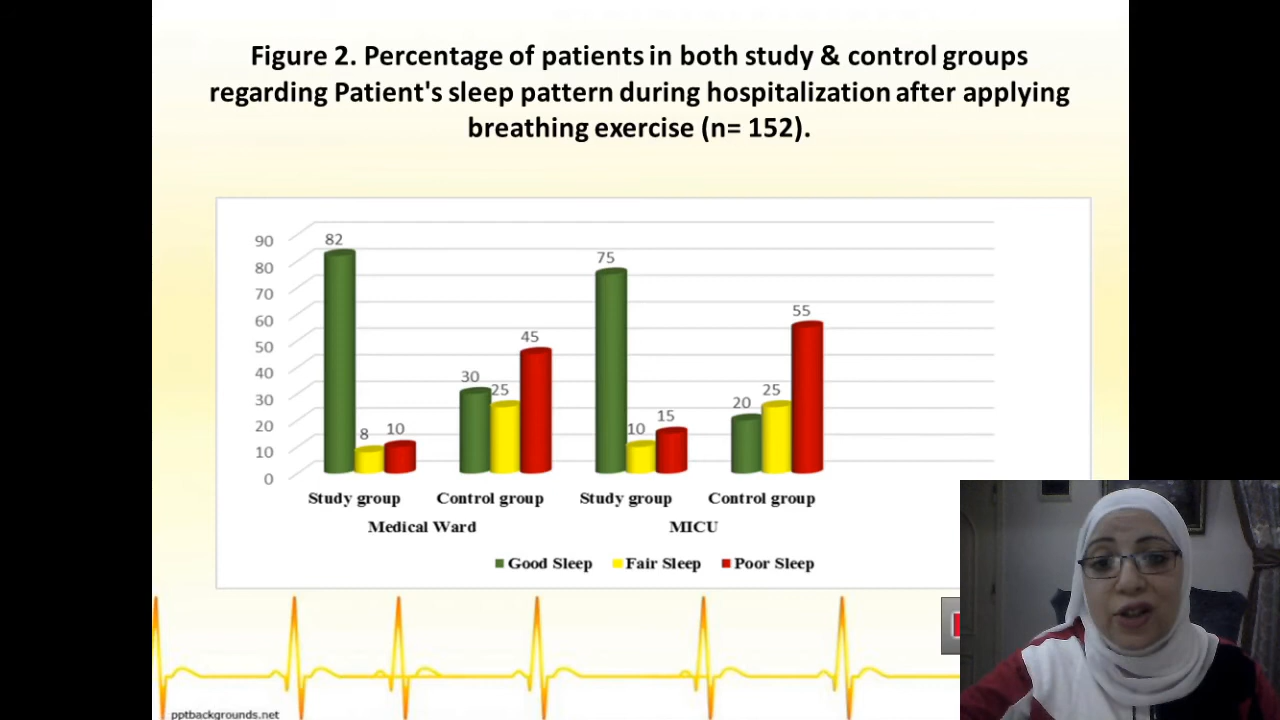 Figure 2. Percentage of patients in both study & control groups
regarding Patient's sleep pattern during hospitalization after applying
breathing exercise (n= 152).
90
80
70
60
50
40
30
20
10
0
82
8
10
30
25
45
75
10
15
20
25
55
Study group
Control group
Study group
Control group
Medical Ward
MICU
Good Sleep
Fair Sleep
Poor Sleep
pptbackgrounds.net